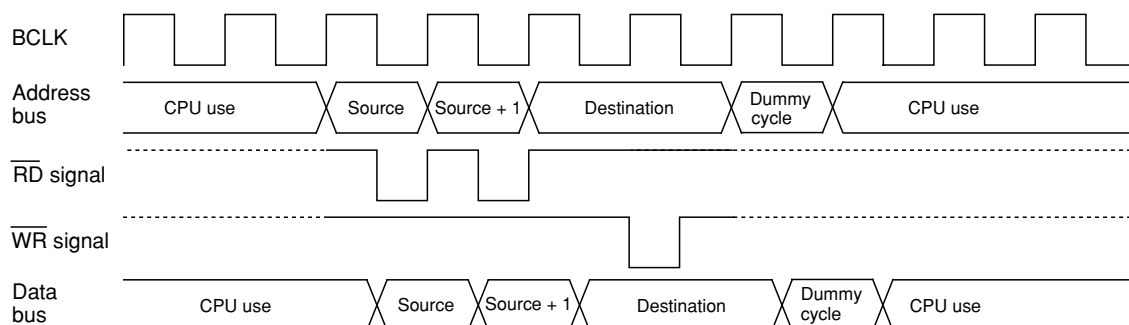 BCLK
Address
bus
CPU use
Source
Source + 1
Destination
Dummy
cycle
CPU use
RD signal
WR signal
Data
bus
CPU use
Source
Source + 1
Destination
Dummy
cycle
CPU use